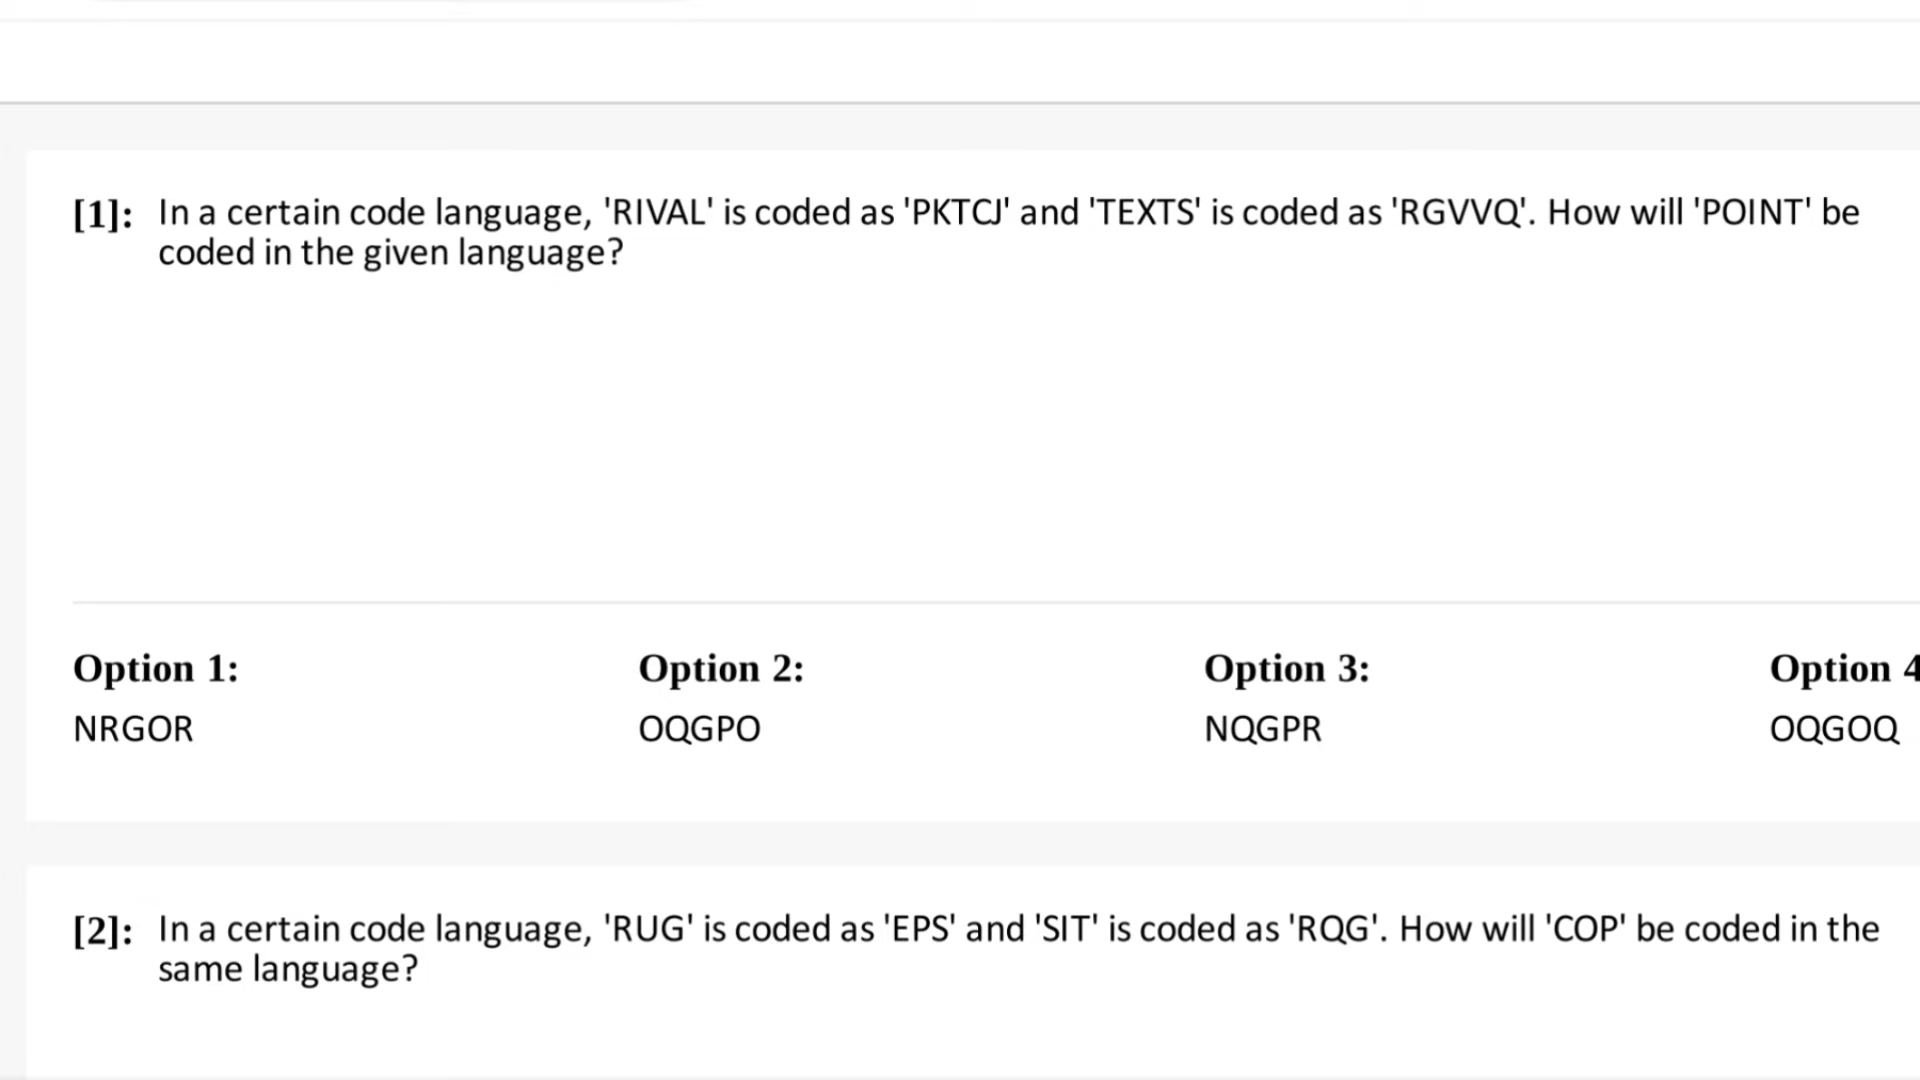 [1]: In a certain code language, 'RIVAL' is coded as 'PKTCJ' and 'TEXTS' is coded as 'RGVVQ'. How will 'POINT' be
coded in the given language?
Option 1: Option 2: Option 3: Option 4
NRGOR OQGPO NQGPR OQGOQ
[2]: In a certain code language, 'RUG' is coded as 'EPS' and 'SIT' is coded as 'RQG'. How will 'COP' be coded in the
same language?